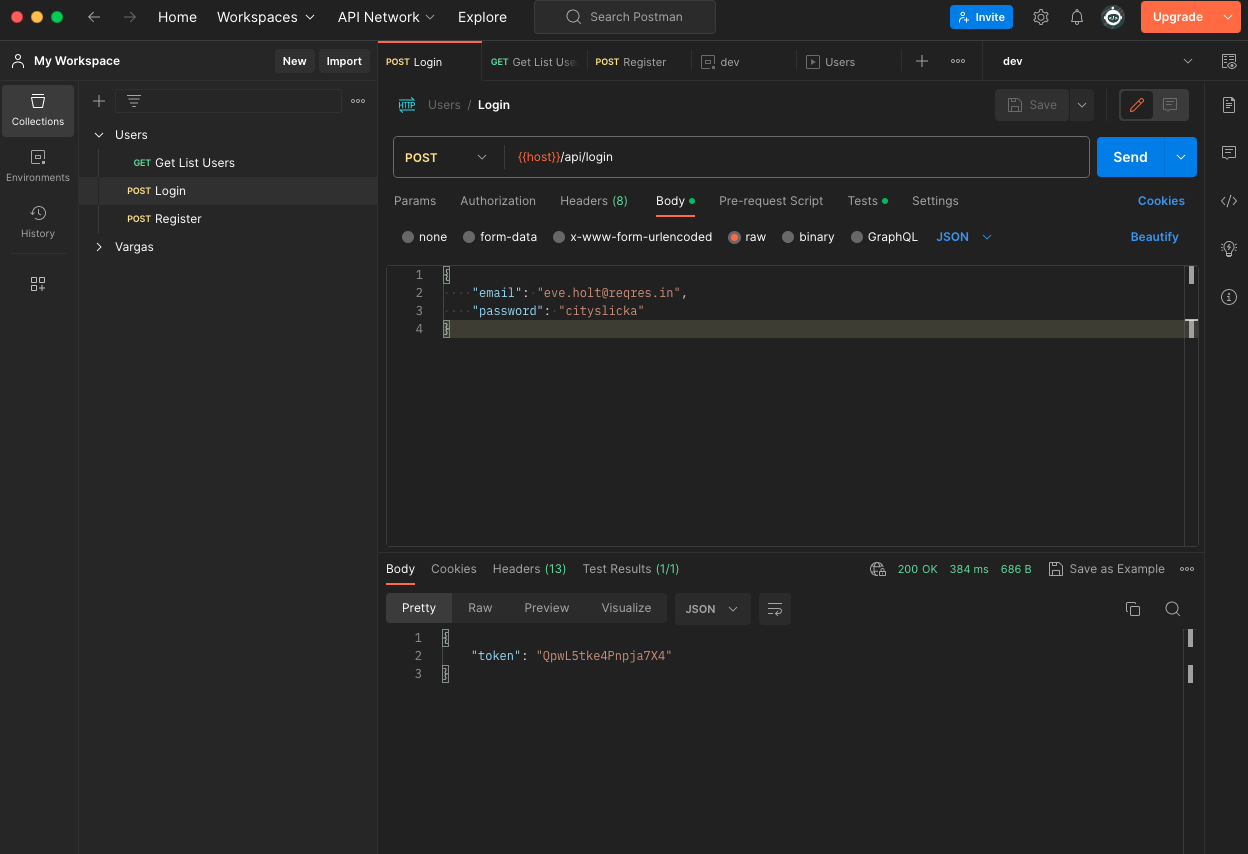 Home Workspaces API Network Explore Search Postman Invite Upgrade
My Workspace New Import
POST Login GET Get List Use POST Register dev Users dev
Collections
Environments
History
Users
GET Get List Users
POST Login
POST Register
Vargas
HTTP Users / Login Save
POST {{host}}/api/login Send
Params Authorization Headers (8) Body Pre-request Script Tests Settings Cookies
none form-data x-www-form-urlencoded raw binary GraphQL JSON Beautify
1 {
2 "email": "eve.holt@reqres.in",
3 "password": "cityslicka"
4 }
Body Cookies Headers (13) Test Results (1/1) 200 OK 384 ms 686 B Save as Example
Pretty Raw Preview Visualize JSON
1 {
2 "token": "QpwL5tke4Pnpja7X4"
3 }